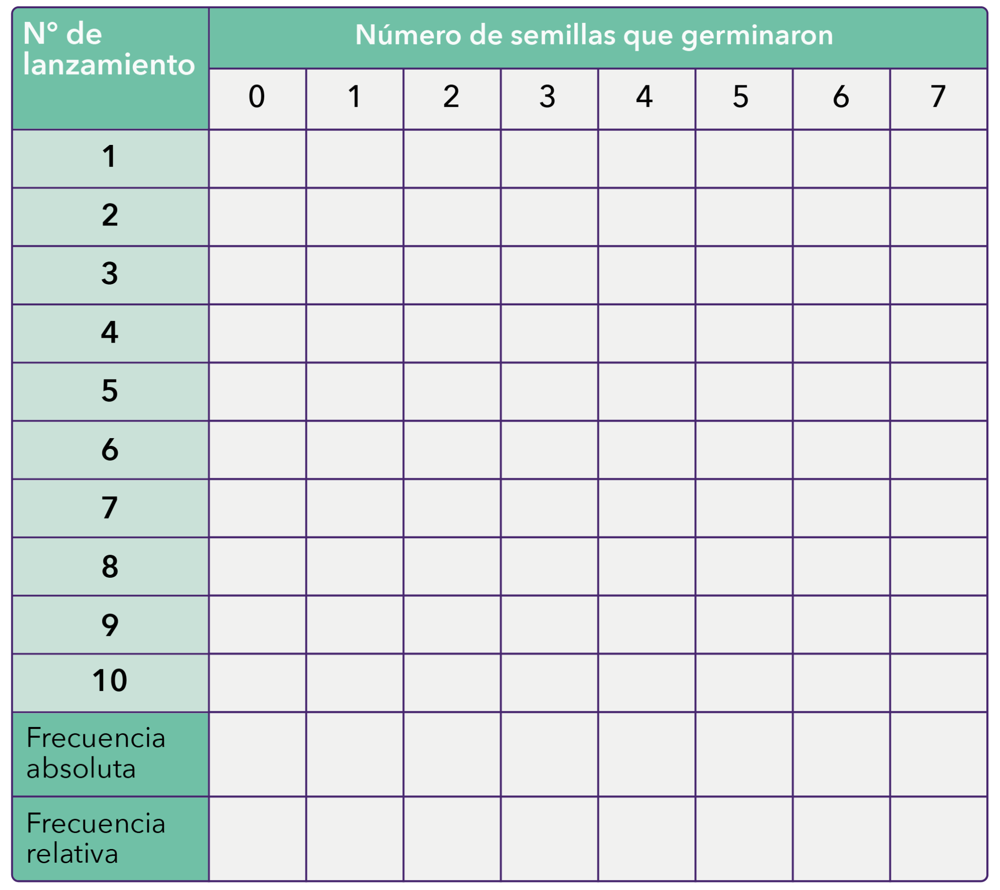 N° de
lanzamiento
Número de semillas que germinaron
0 1 2 3 4 5 6 7
1
2
3
4
5
6
7
8
9
10
Frecuencia
absoluta
Frecuencia
relativa